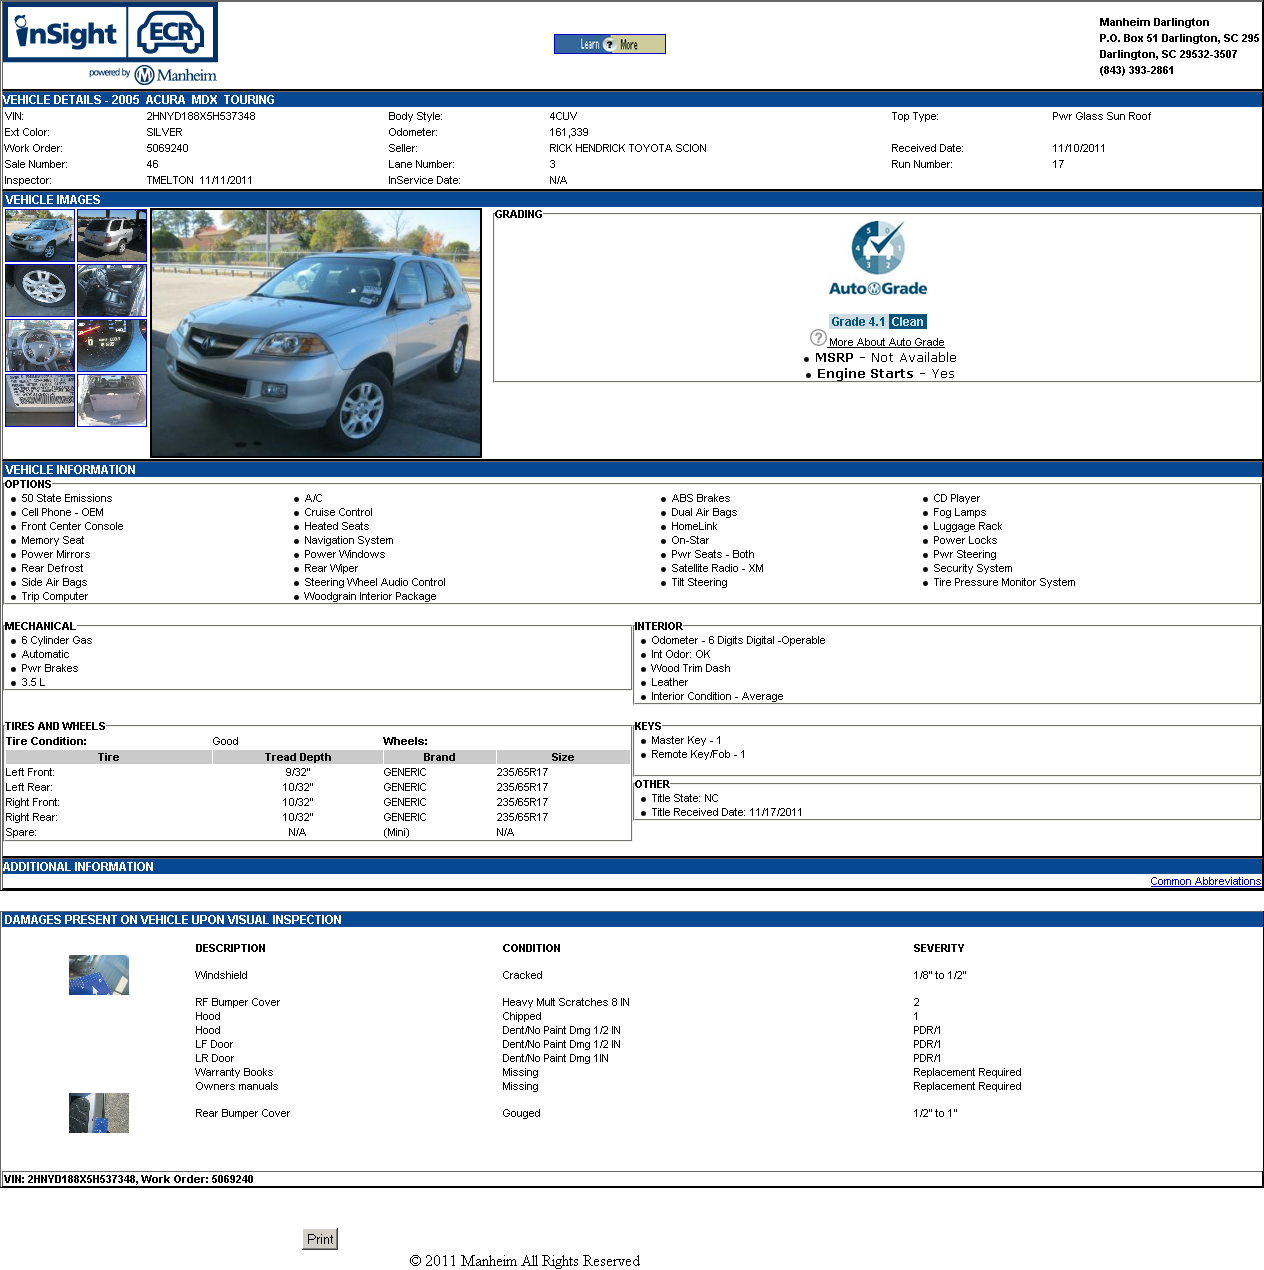 inSight ECR
powered by Manheim
Learn ? More
Manheim Darlington
P.O. Box 51 Darlington, SC 295
Darlington, SC 29532-3507
(843) 393-2861
VEHICLE DETAILS - 2005 ACURA MDX TOURING
VIN: 2HNYD188X5H537348 Body Style: 4CUV Top Type: Pwr Glass Sun Roof
Ext Color: SILVER Odometer: 161,339
Work Order: 5069240 Seller: RICK HENDRICK TOYOTA SCION Received Date: 11/10/2011
Sale Number: 46 Lane Number: 3 Run Number: 17
Inspector: TMELTON 11/11/2011 InService Date: N/A
VEHICLE IMAGES
GRADING
5 0 4 1 3 2
AutoGrade
Grade 4.1 Clean
? More About Auto Grade
• MSRP - Not Available
• Engine Starts - Yes
VEHICLE INFORMATION
OPTIONS
• 50 State Emissions • A/C • ABS Brakes • CD Player
• Cell Phone - OEM • Cruise Control • Dual Air Bags • Fog Lamps
• Front Center Console • Heated Seats • HomeLink • Luggage Rack
• Memory Seat • Navigation System • On-Star • Power Locks
• Power Mirrors • Power Windows • Pwr Seats - Both • Pwr Steering
• Rear Defrost • Rear Wiper • Satellite Radio - XM • Security System
• Side Air Bags • Steering Wheel Audio Control • Tilt Steering • Tire Pressure Monitor System
• Trip Computer • Woodgrain Interior Package
MECHANICAL
• 6 Cylinder Gas
• Automatic
• Pwr Brakes
• 3.5 L
INTERIOR
• Odometer - 6 Digits Digital -Operable
• Int Odor: OK
• Wood Trim Dash
• Leather
• Interior Condition - Average
TIRES AND WHEELS
Tire Condition: Good Wheels:
Tire Tread Depth Brand Size
Left Front: 9/32" GENERIC 235/65R17
Left Rear: 10/32" GENERIC 235/65R17
Right Front: 10/32" GENERIC 235/65R17
Right Rear: 10/32" GENERIC 235/65R17
Spare: N/A (Mini) N/A
KEYS
• Master Key - 1
• Remote Key/Fob - 1
OTHER
• Title State: NC
• Title Received Date: 11/17/2011
ADDITIONAL INFORMATION
Common Abbreviations
DAMAGES PRESENT ON VEHICLE UPON VISUAL INSPECTION
DESCRIPTION CONDITION SEVERITY
Windshield Cracked 1/8" to 1/2"
RF Bumper Cover Heavy Mult Scratches 8 IN 2
Hood Chipped 1
Hood Dent/No Paint Dmg 1/2 IN PDR/1
LF Door Dent/No Paint Dmg 1/2 IN PDR/1
LR Door Dent/No Paint Dmg 1IN PDR/1
Warranty Books Missing Replacement Required
Owners manuals Missing Replacement Required
Rear Bumper Cover Gouged 1/2" to 1"
VIN: 2HNYD188X5H537348, Work Order: 5069240
Print
© 2011 Manheim All Rights Reserved